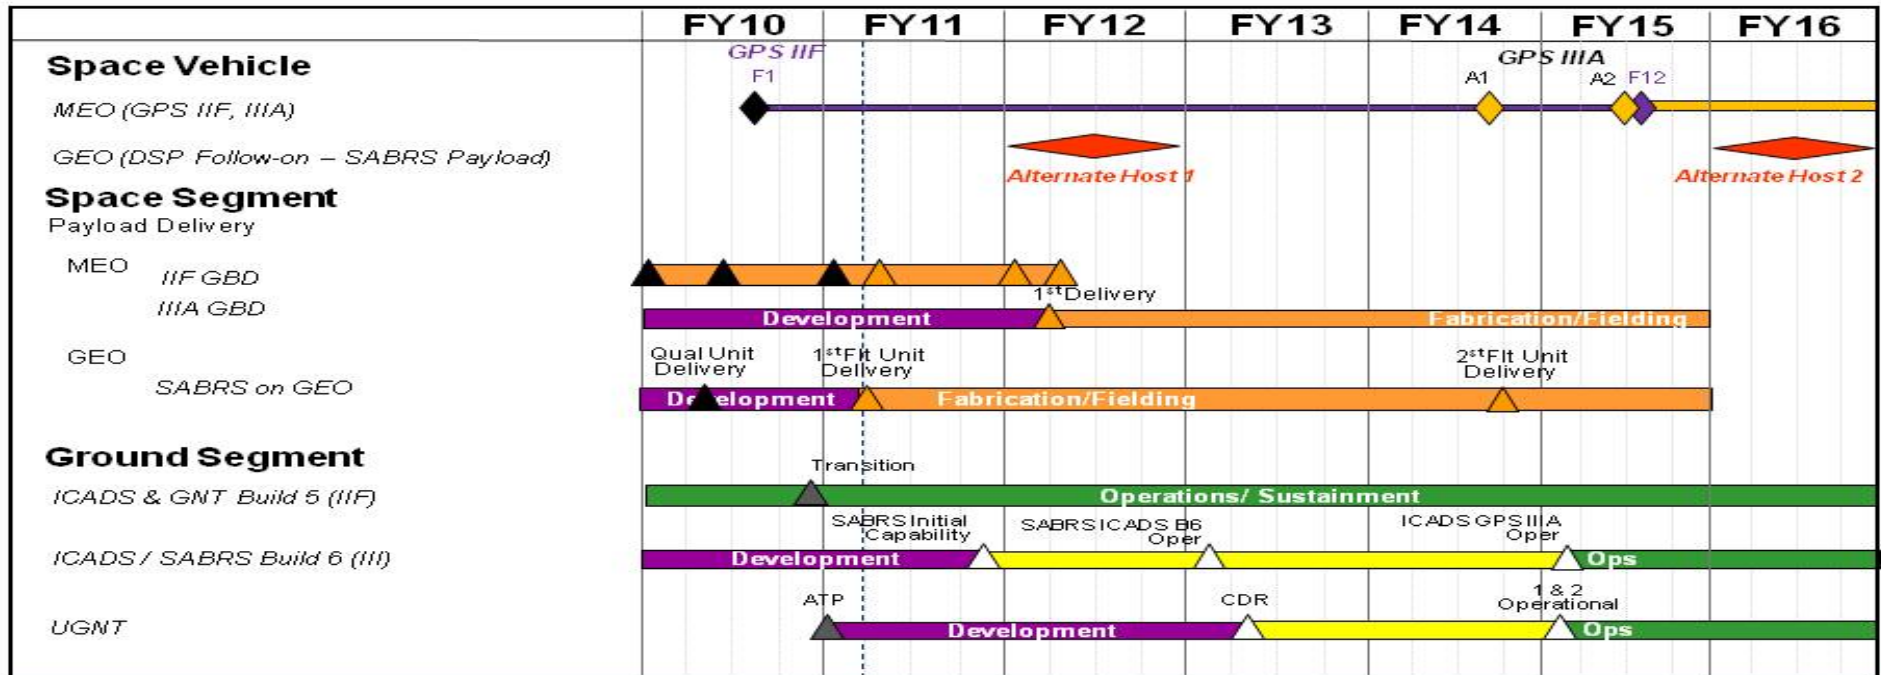 FY10 FY11 FY12 FY13 FY14 FY15 FY16
GPS IIF
GPS IIIA
Space Vehicle
F1
A1
A2 F12
MEO (GPS IIF, IIIA)
GEO (DSP Follow-on – SABRS Payload)
Alternate Host 1
Alternate Host 2
Space Segment
Payload Delivery
MEO
IIF GBD
1st Delivery
IIIA GBD
Development
Fabrication/Fielding
GEO
Qual Unit
Delivery
1st Flt Unit
Delivery
2st Flt Unit
Delivery
SABRS on GEO
Development
Fabrication/Fielding
Ground Segment
Transition
ICADS & GNT Build 5 (IIF)
Operations/ Sustainment
SABRS Initial
Capability
SABRS ICADS B6
Oper
ICADS GPS IIIA
Oper
ICADS / SABRS Build 6 (III)
Development
Ops
ATP
CDR
1 & 2
Operational
UGNT
Development
Ops